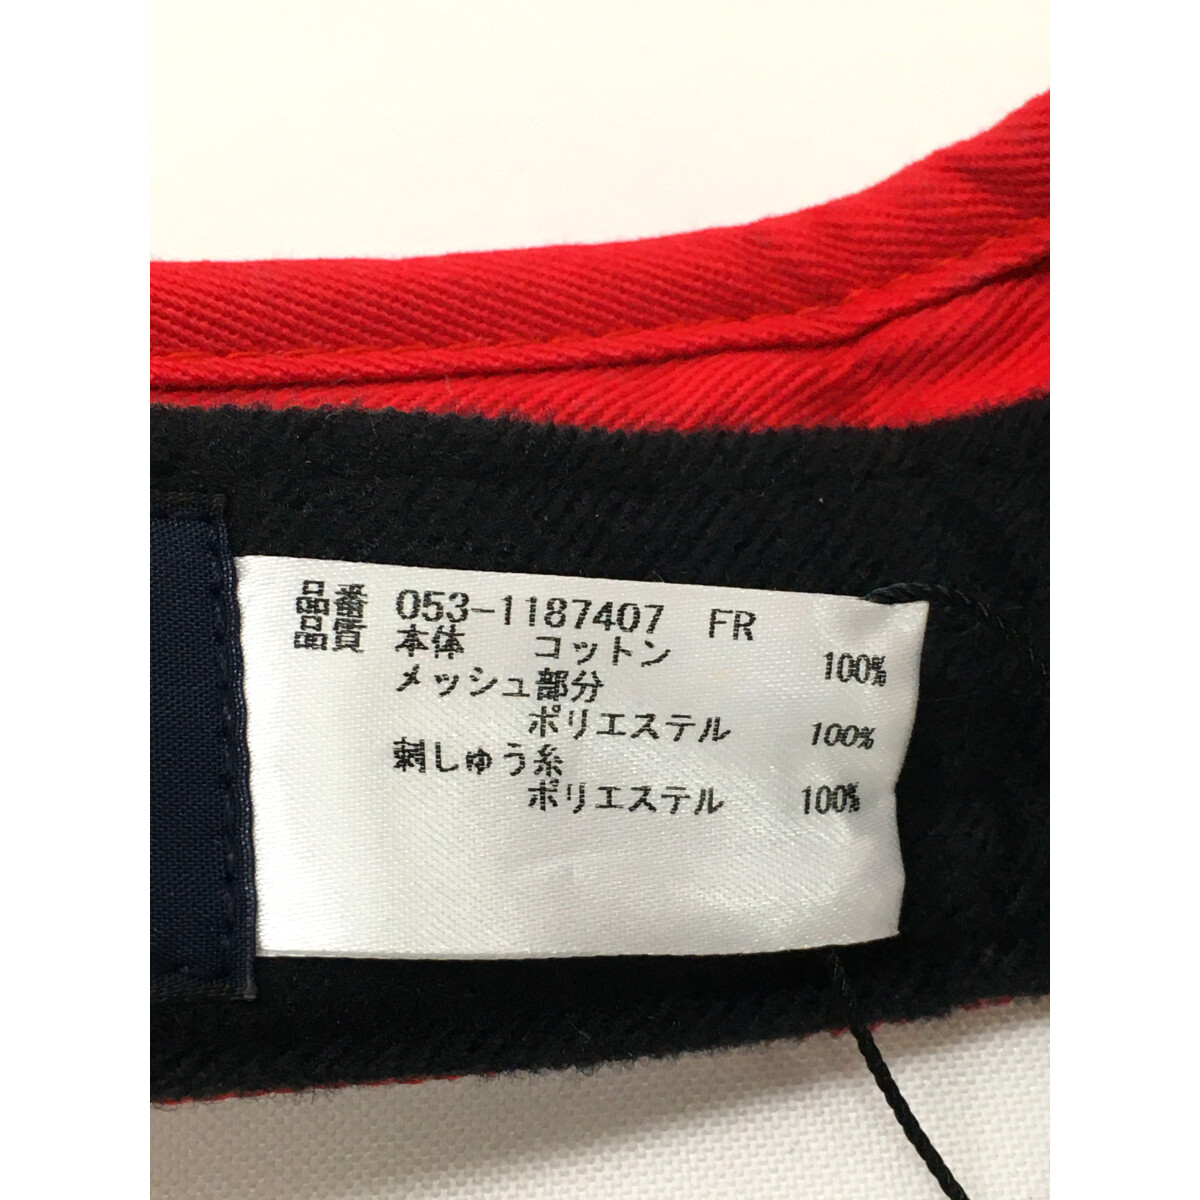 品番 053-1187407 FR
品質 本体 コットン 100%
メッシュ部分
ポリエステル 100%
刺しゅう糸
ポリエステル 100%